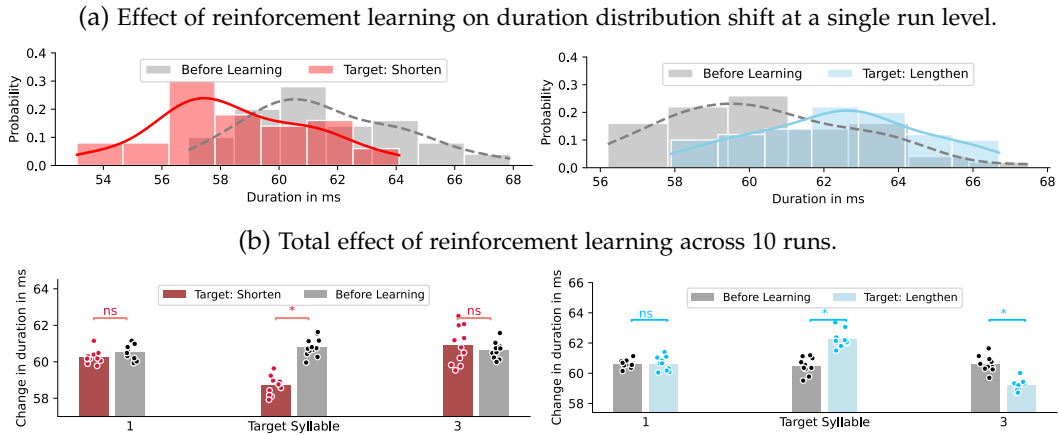 (a) Effect of reinforcement learning on duration distribution shift at a single run level.
Probability
0.4
0.3
0.2
0.1
0.0
Before Learning
Target: Shorten
54 56 58 60 62 64 66 68
Duration in ms
Probability
0.4
0.3
0.2
0.1
0.0
Before Learning
Target: Lengthen
56 58 60 62 64 66 68
Duration in ms
(b) Total effect of reinforcement learning across 10 runs.
Change in duration in ms
64
62
60
58
Target: Shorten
Before Learning
ns
*
ns
1 Target Syllable 3
Change in duration in ms
66
64
62
60
58
Before Learning
Target: Lengthen
ns
*
*
1 Target Syllable 3